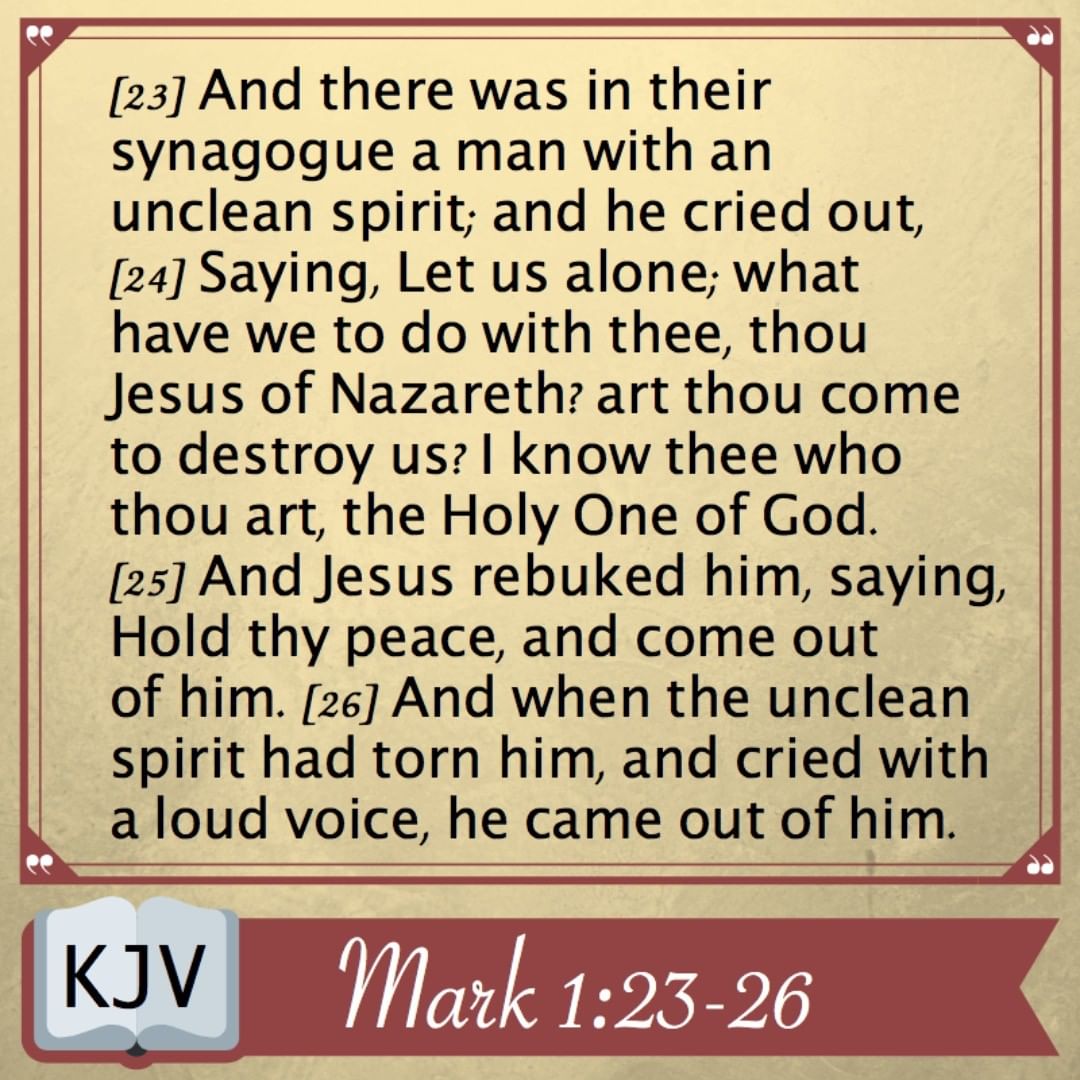 [23] And there was in their
synagogue a man with an
unclean spirit; and he cried out,
[24] Saying, Let us alone; what
have we to do with thee, thou
Jesus of Nazareth? art thou come
to destroy us? I know thee who
thou art, the Holy One of God.
[25] And Jesus rebuked him, saying,
Hold thy peace, and come out
of him. [26] And when the unclean
spirit had torn him, and cried with
a loud voice, he came out of him.
KJV
Mark 1:23-26